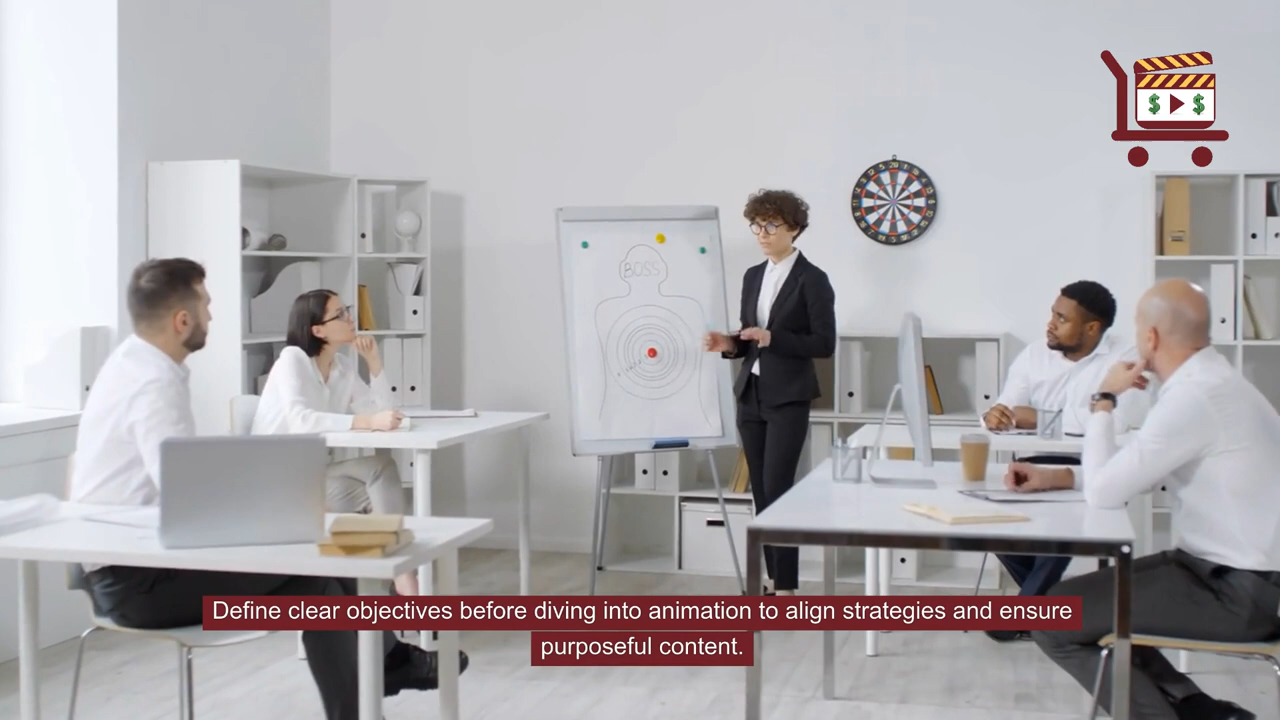 $ $
BOSS
Define clear objectives before diving into animation to align strategies and ensure
purposeful content.